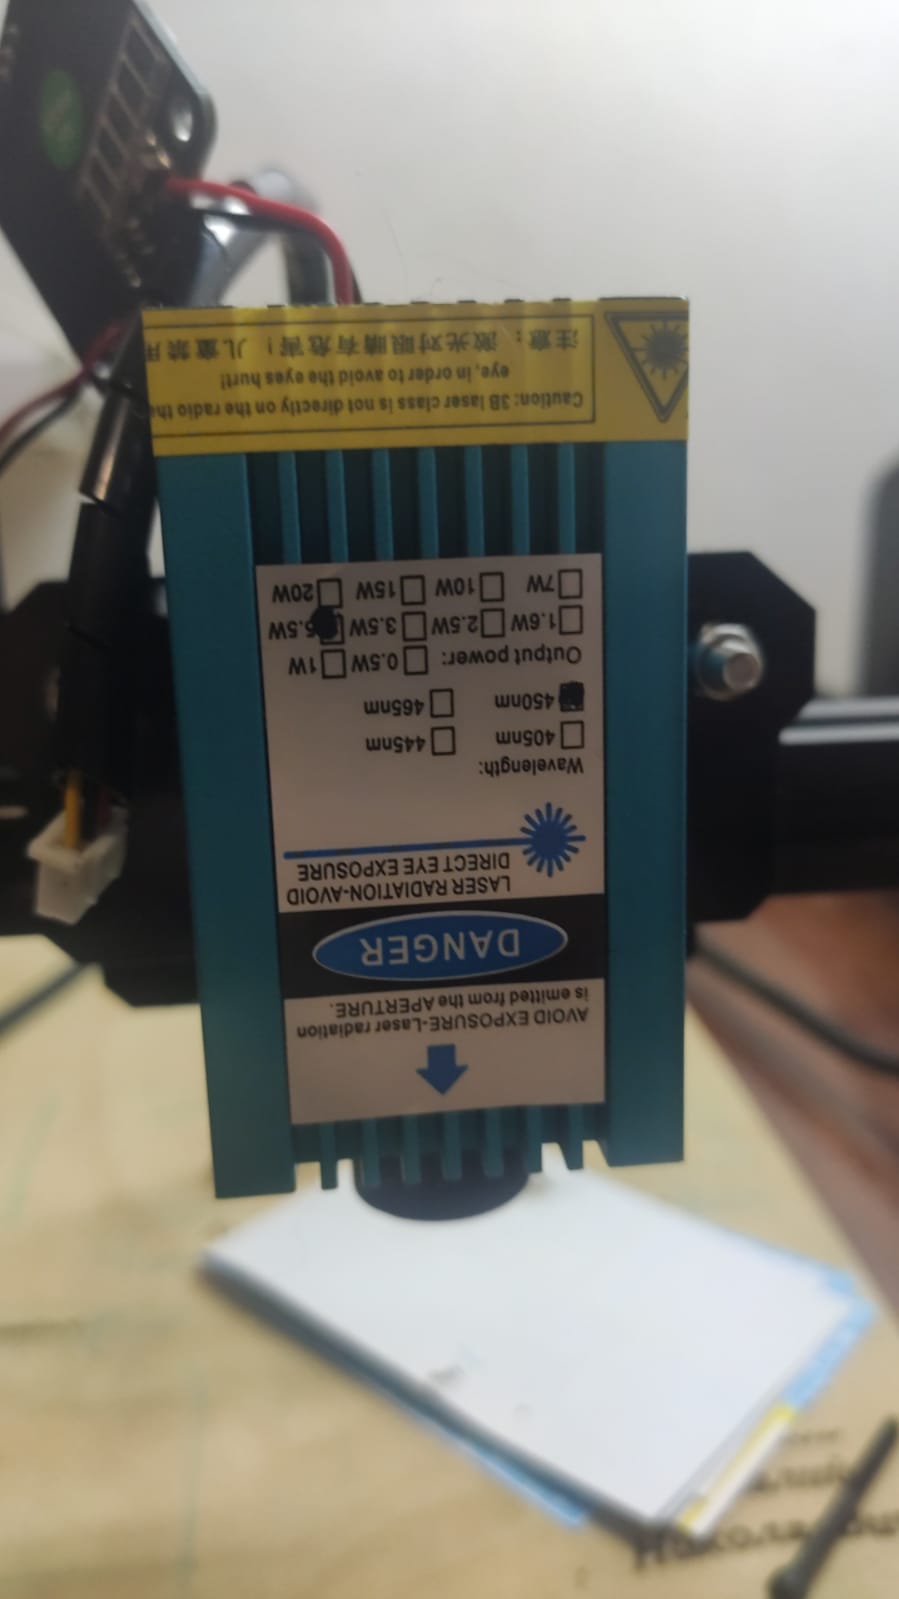 AVOID EXPOSURE-Laser radiation
is emitted from the APERTURE.
DANGER
LASER RADIATION-AVOID
DIRECT EYE EXPOSURE
Wavelength:
405nm 445nm
450nm 465nm
Output power: 0.5W 1W
1.6W 2.5W 3.5W 5.5W
7W 10W 15W 20W
Caution: 3B laser class is not directly on the radio the
eye, in order to avoid the eyes hurt!
注意：激光对眼睛有危害！儿童禁用